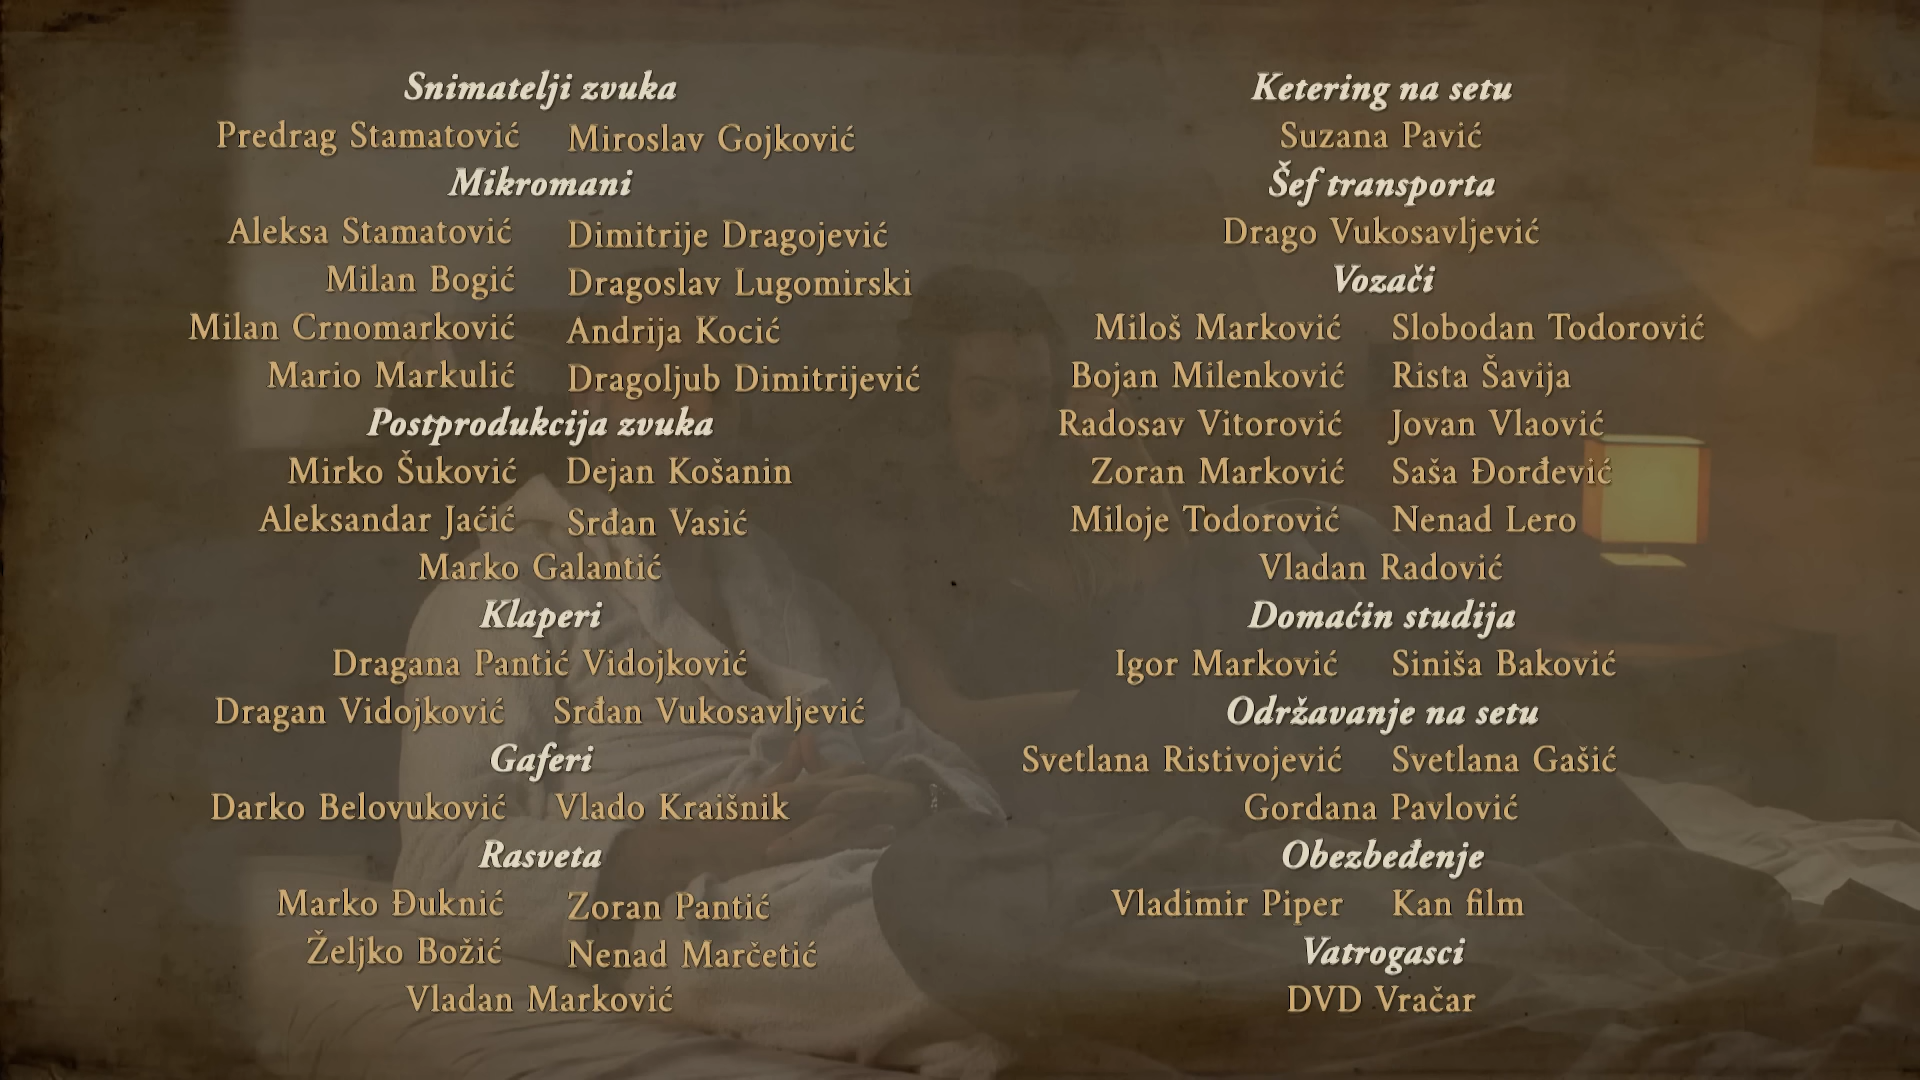 Snimatelji zvuka
Predrag Stamatović Miroslav Gojković
Mikromani
Aleksa Stamatović Dimitrije Dragojević
Milan Bogić Dragoslav Lugomirski
Milan Crnomarković Andrija Kocić
Mario Markulić Dragoljub Dimitrijević
Postprodukcija zvuka
Mirko Šuković Dejan Košanin
Aleksandar Jaćić Srđan Vasić
Marko Galantić
Klaperi
Dragana Pantić Vidojković
Dragan Vidojković Srđan Vukosavljević
Gaferi
Darko Belovuković Vlado Kraišnik
Rasveta
Marko Đuknić Zoran Pantić
Željko Božić Nenad Marčetić
Vladan Marković
Ketering na setu
Suzana Pavić
Šef transporta
Drago Vukosavljević
Vozači
Miloš Marković Slobodan Todorović
Bojan Milenković Rista Šavija
Radosav Vitorović Jovan Vlaović
Zoran Marković Saša Đorđević
Miloje Todorović Nenad Lero
Vladan Radović
Domaćin studija
Igor Marković Siniša Baković
Održavanje na setu
Svetlana Ristivojević Svetlana Gašić
Gordana Pavlović
Obezbeđenje
Vladimir Piper Kan film
Vatrogasci
DVD Vračar